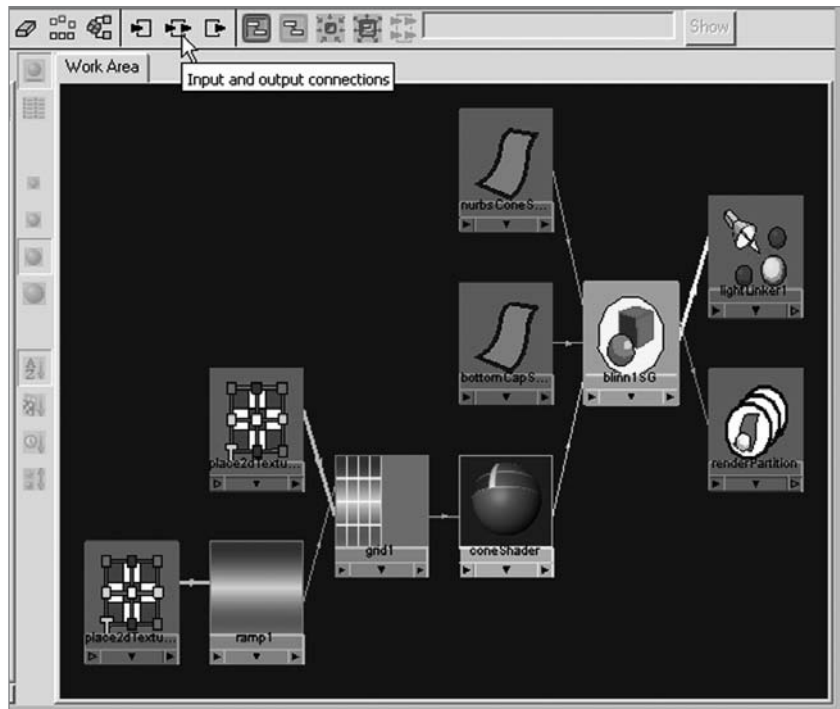 Show
Work Area
Input and output connections
nurbsConeS...
lightLinker1
bottomCapS...
blinn1SG
place2dTextu...
renderPartition
grid1
coneShader
place2dTextu...
ramp1